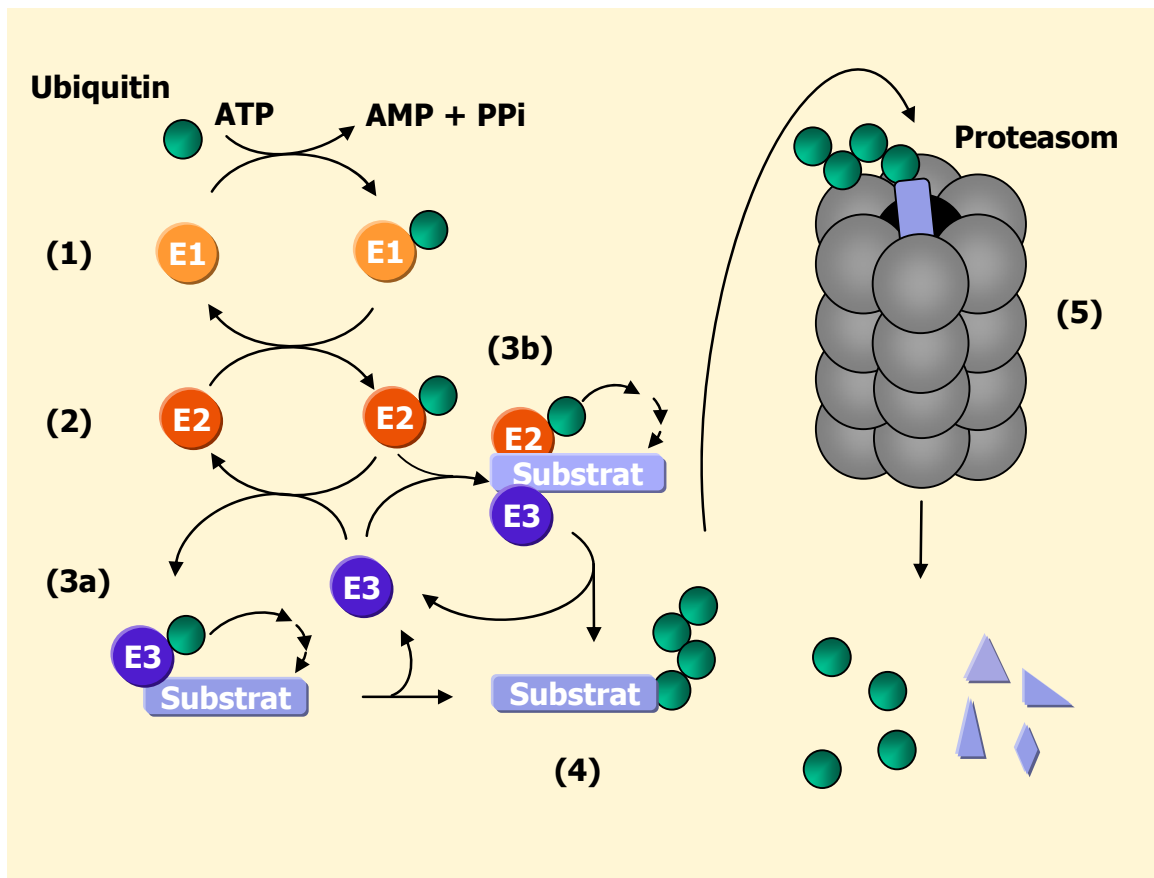 Ubiquitin
ATP
AMP + PPi
Proteasom
(1)
E1
E1
(5)
(3b)
(2)
E2
E2
E2
Substrat
E3
(3a)
E3
E3
Substrat
Substrat
(4)